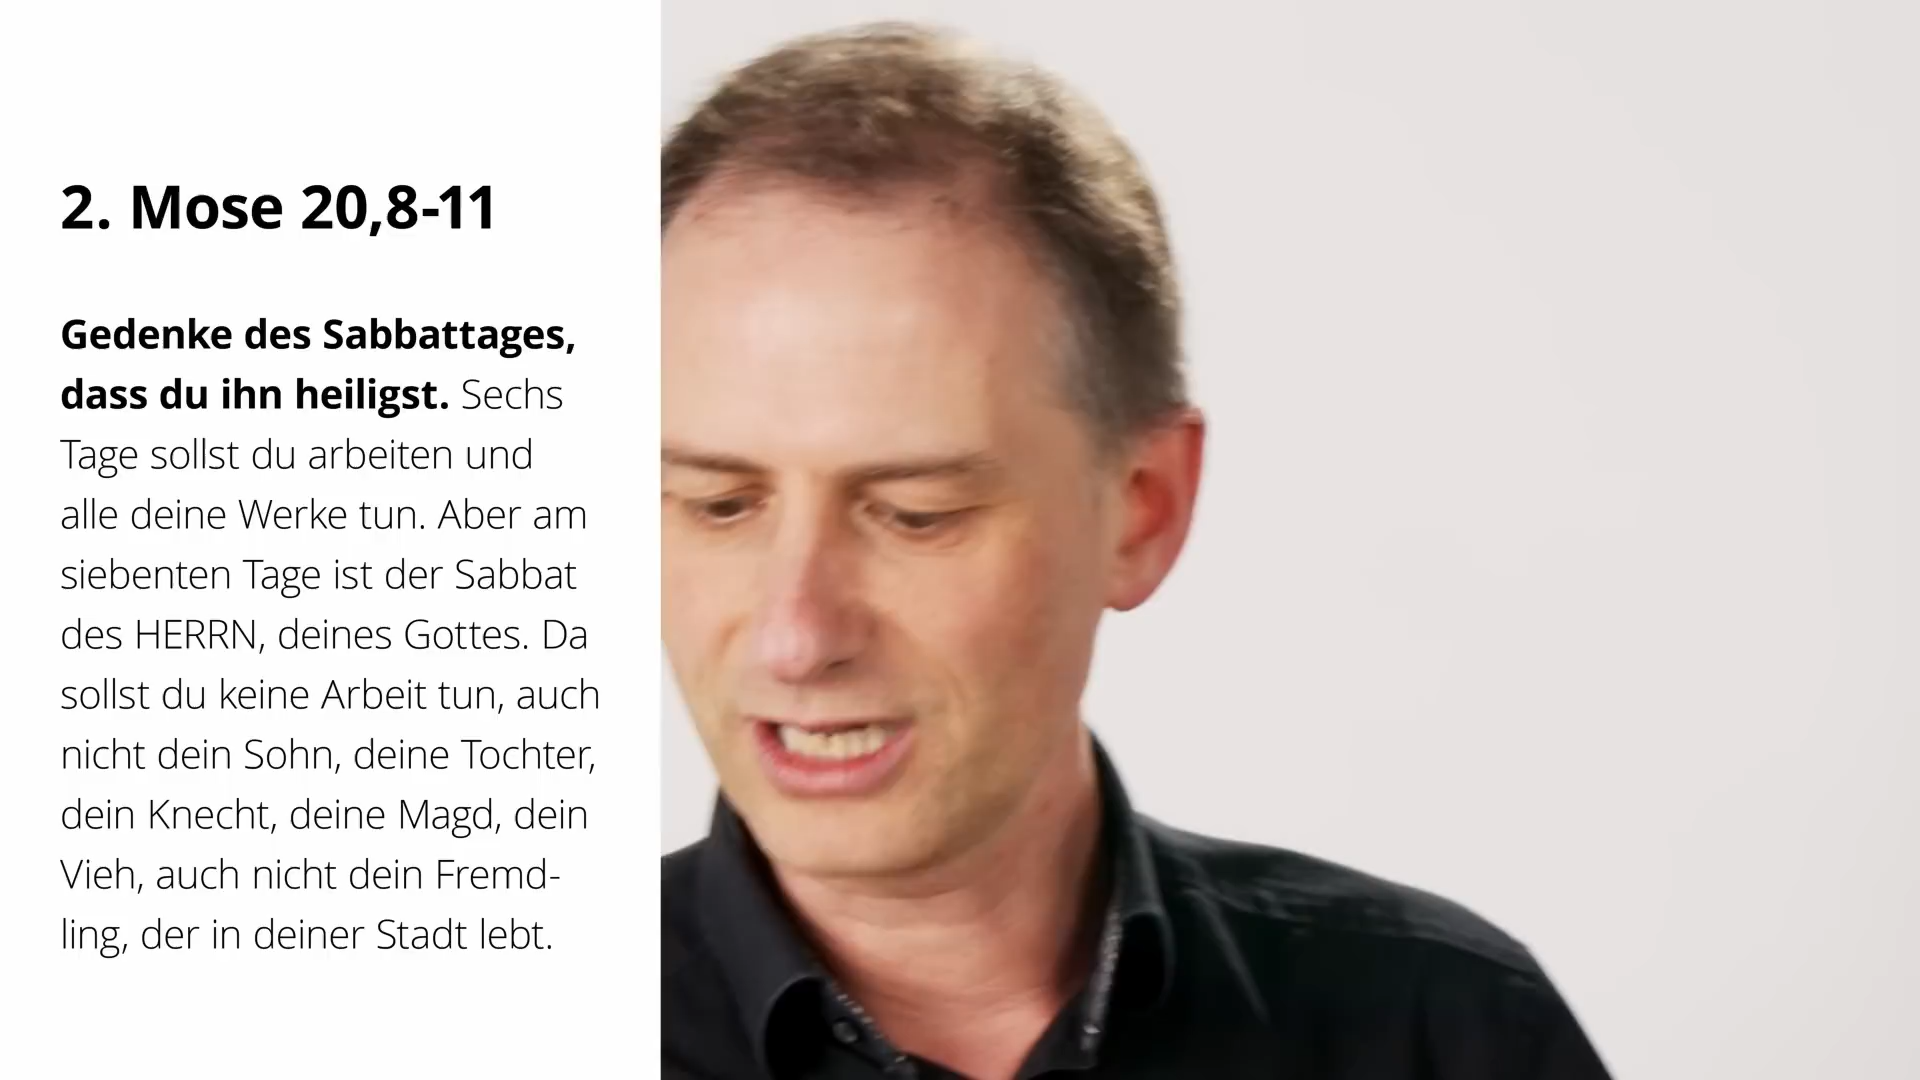 2. Mose 20,8-11
Gedenke des Sabbattages,
dass du ihn heiligst. Sechs
Tage sollst du arbeiten und
alle deine Werke tun. Aber am
siebenten Tage ist der Sabbat
des HERRN, deines Gottes. Da
sollst du keine Arbeit tun, auch
nicht dein Sohn, deine Tochter,
dein Knecht, deine Magd, dein
Vieh, auch nicht dein Fremd-
ling, der in deiner Stadt lebt.